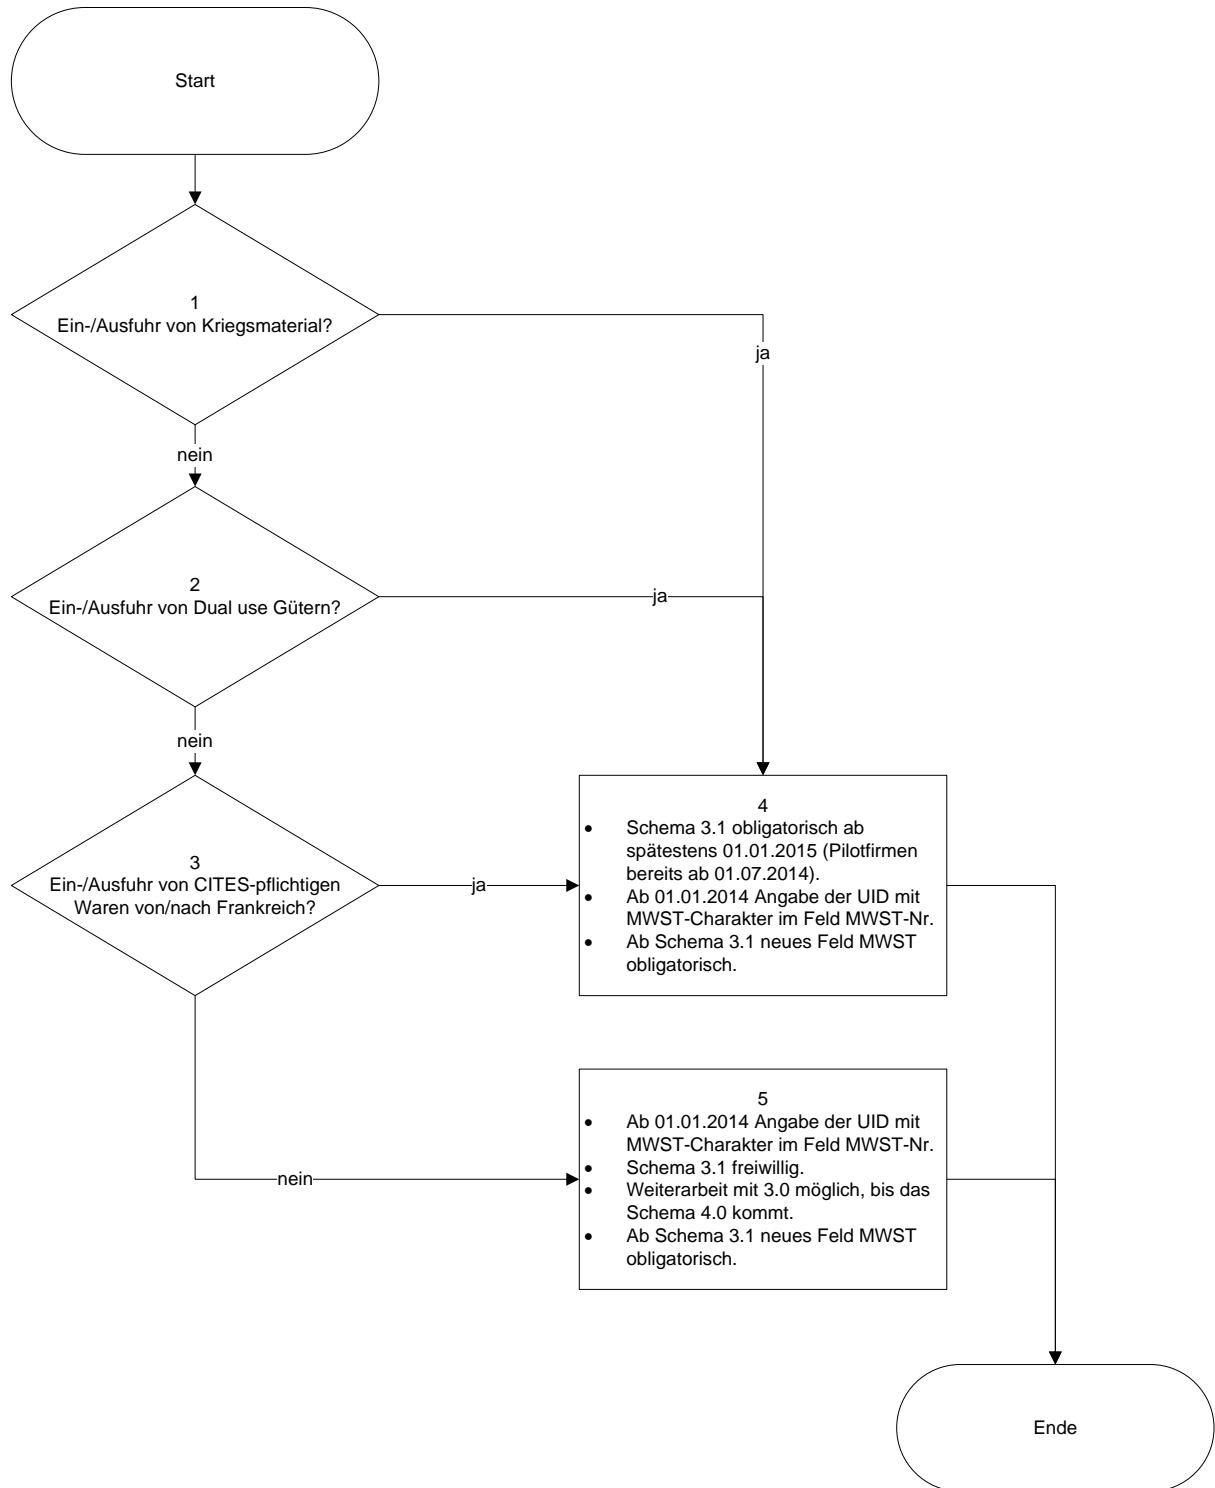 Start
1
Ein-/Ausfuhr von Kriegsmaterial?
ja
nein
2
Ein-/Ausfuhr von Dual use Gütern?
ja
nein
3
Ein-/Ausfuhr von CITES-pflichtigen
Waren von/nach Frankreich?
ja
4
• Schema 3.1 obligatorisch ab
spätestens 01.01.2015 (Pilotfirmen
bereits ab 01.07.2014).
• Ab 01.01.2014 Angabe der UID mit
MWST-Charakter im Feld MWST-Nr.
• Ab Schema 3.1 neues Feld MWST
obligatorisch.
nein
5
• Ab 01.01.2014 Angabe der UID mit
MWST-Charakter im Feld MWST-Nr.
• Schema 3.1 freiwillig.
• Weiterarbeit mit 3.0 möglich, bis das
Schema 4.0 kommt.
• Ab Schema 3.1 neues Feld MWST
obligatorisch.
Ende